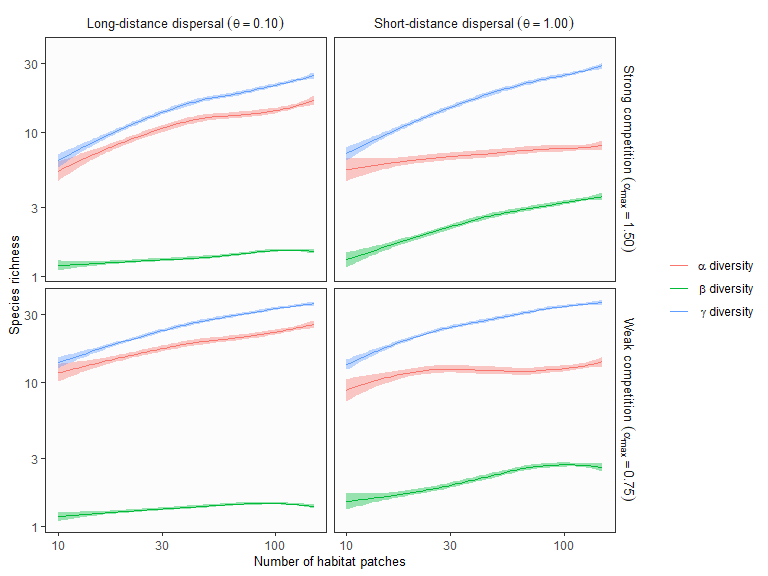 Long-distance dispersal (θ = 0.10)
Short-distance dispersal (θ = 1.00)
Species richness
30
10
3
1
Strong competition (αmax = 1.50)
30
10
3
1
Weak competition (αmax = 0.75)
10
30
100
10
30
100
Number of habitat patches
α diversity
β diversity
γ diversity